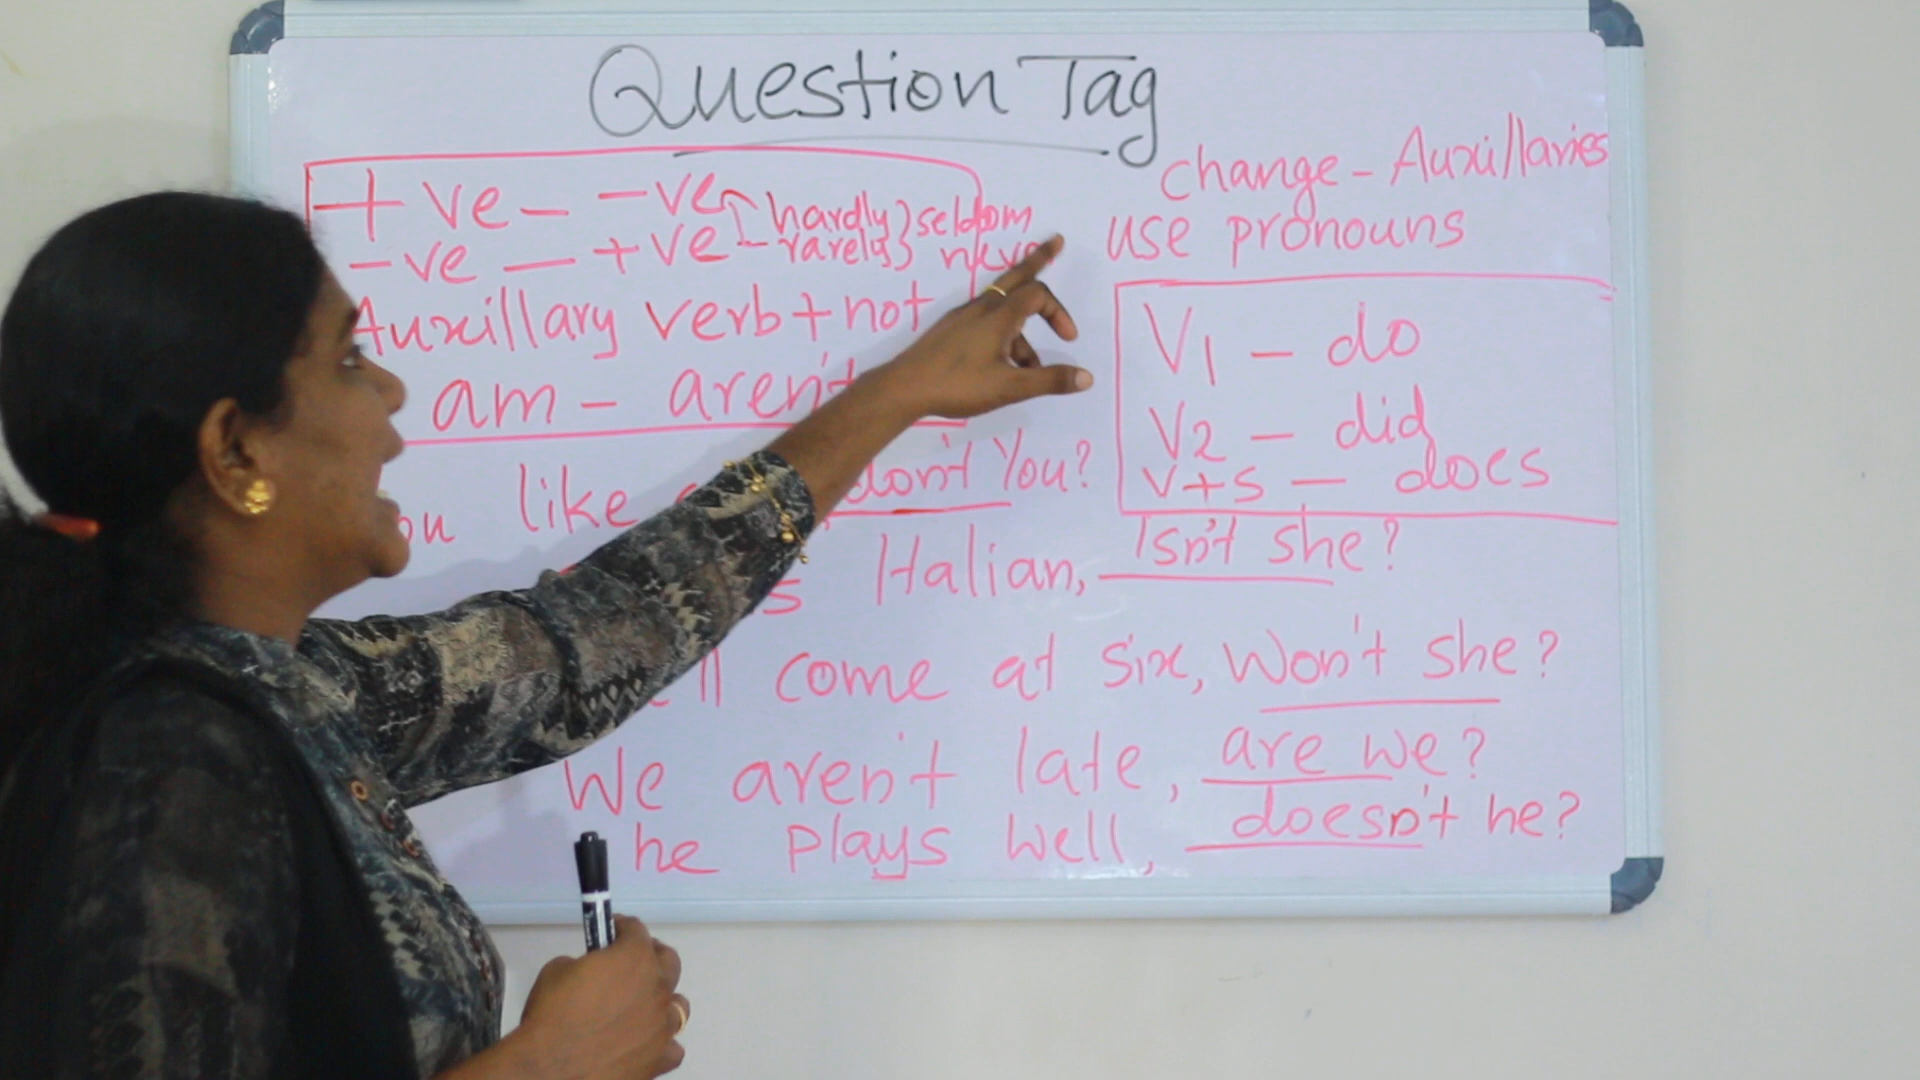 Question Tag
+ve - -ve hardly } seldom
-ve - +ve - rarely }
Auxillary verb + not
am - aren't
change - Auxillaries
use pronouns
V1 - do
V2 - did
V+s - does
like don't You?
Italian, Isn't she?
come at six, won't she?
We aren't late, are we?
he plays well, doesn't he?